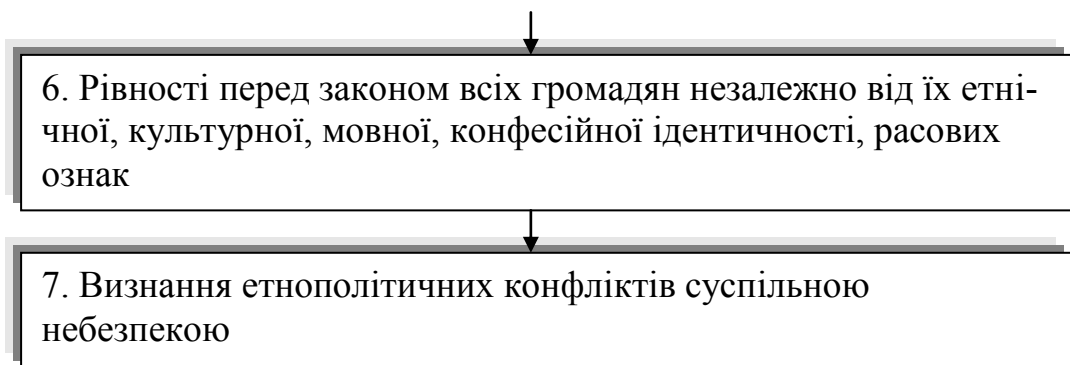 6. Рівності перед законом всіх громадян незалежно від їх етні-
чної, культурної, мовної, конфесійної ідентичності, расових
ознак
7. Визнання етнополітичних конфліктів суспільною
небезпекою